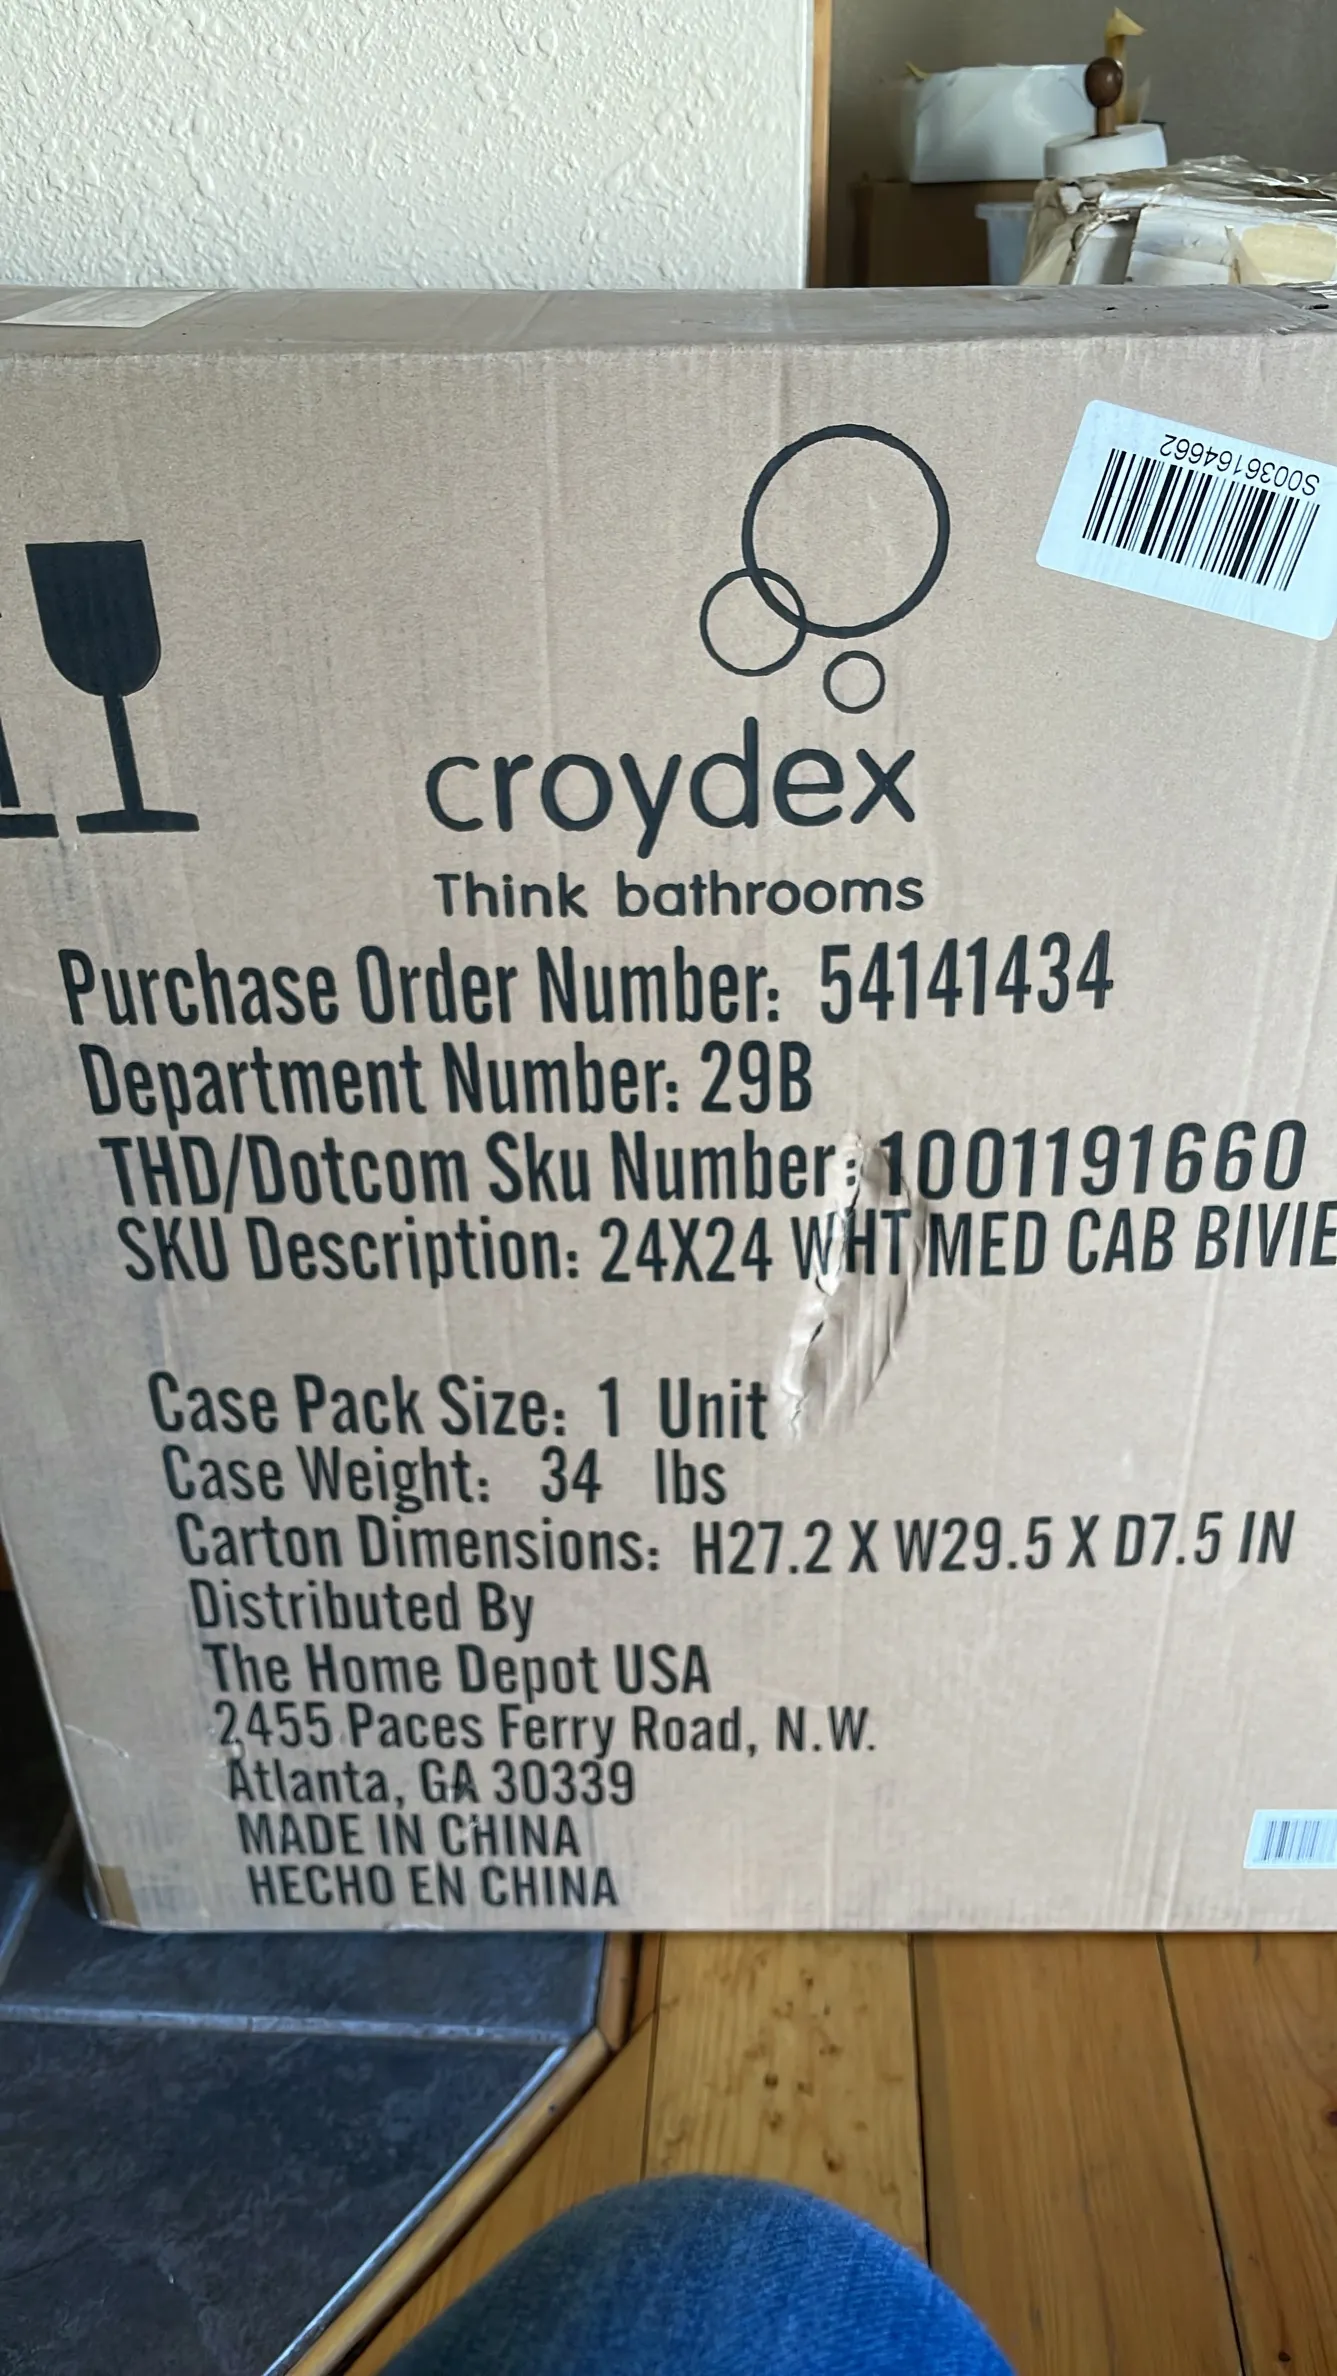 S0036164662
croydex
Think bathrooms
Purchase Order Number: 54141434
Department Number: 29B
THD/Dotcom Sku Number: 1001191660
SKU Description: 24X24 WHT MED CAB BIVIE
Case Pack Size: 1 Unit
Case Weight: 34 lbs
Carton Dimensions: H27.2 X W29.5 X D7.5 IN
Distributed By
The Home Depot USA
2455 Paces Ferry Road, N.W.
Atlanta, GA 30339
MADE IN CHINA
HECHO EN CHINA